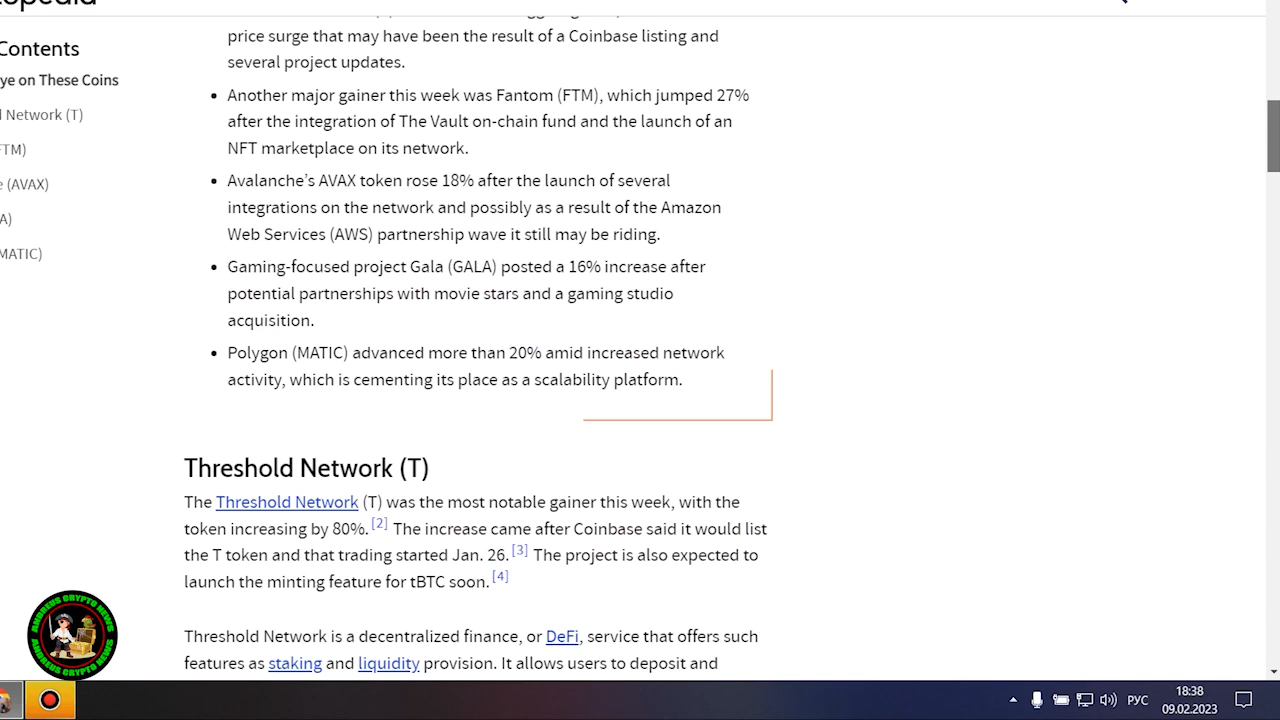 Contents
ye on These Coins
Network (T)
FTM)
(AVAX)
A)
MATIC)
price surge that may have been the result of a Coinbase listing and
several project updates.
Another major gainer this week was Fantom (FTM), which jumped 27%
after the integration of The Vault on-chain fund and the launch of an
NFT marketplace on its network.
Avalanche’s AVAX token rose 18% after the launch of several
integrations on the network and possibly as a result of the Amazon
Web Services (AWS) partnership wave it still may be riding.
Gaming-focused project Gala (GALA) posted a 16% increase after
potential partnerships with movie stars and a gaming studio
acquisition.
Polygon (MATIC) advanced more than 20% amid increased network
activity, which is cementing its place as a scalability platform.
Threshold Network (T)
The Threshold Network (T) was the most notable gainer this week, with the
token increasing by 80%. [2] The increase came after Coinbase said it would list
the T token and that trading started Jan. 26. [3] The project is also expected to
launch the minting feature for tBTC soon. [4]
Threshold Network is a decentralized finance, or DeFi, service that offers such
features as staking and liquidity provision. It allows users to deposit and
ANDREUS CRYPTO NEWS
ANDREUS CRYPTO NEWS
РУС
18:38
09.02.2023